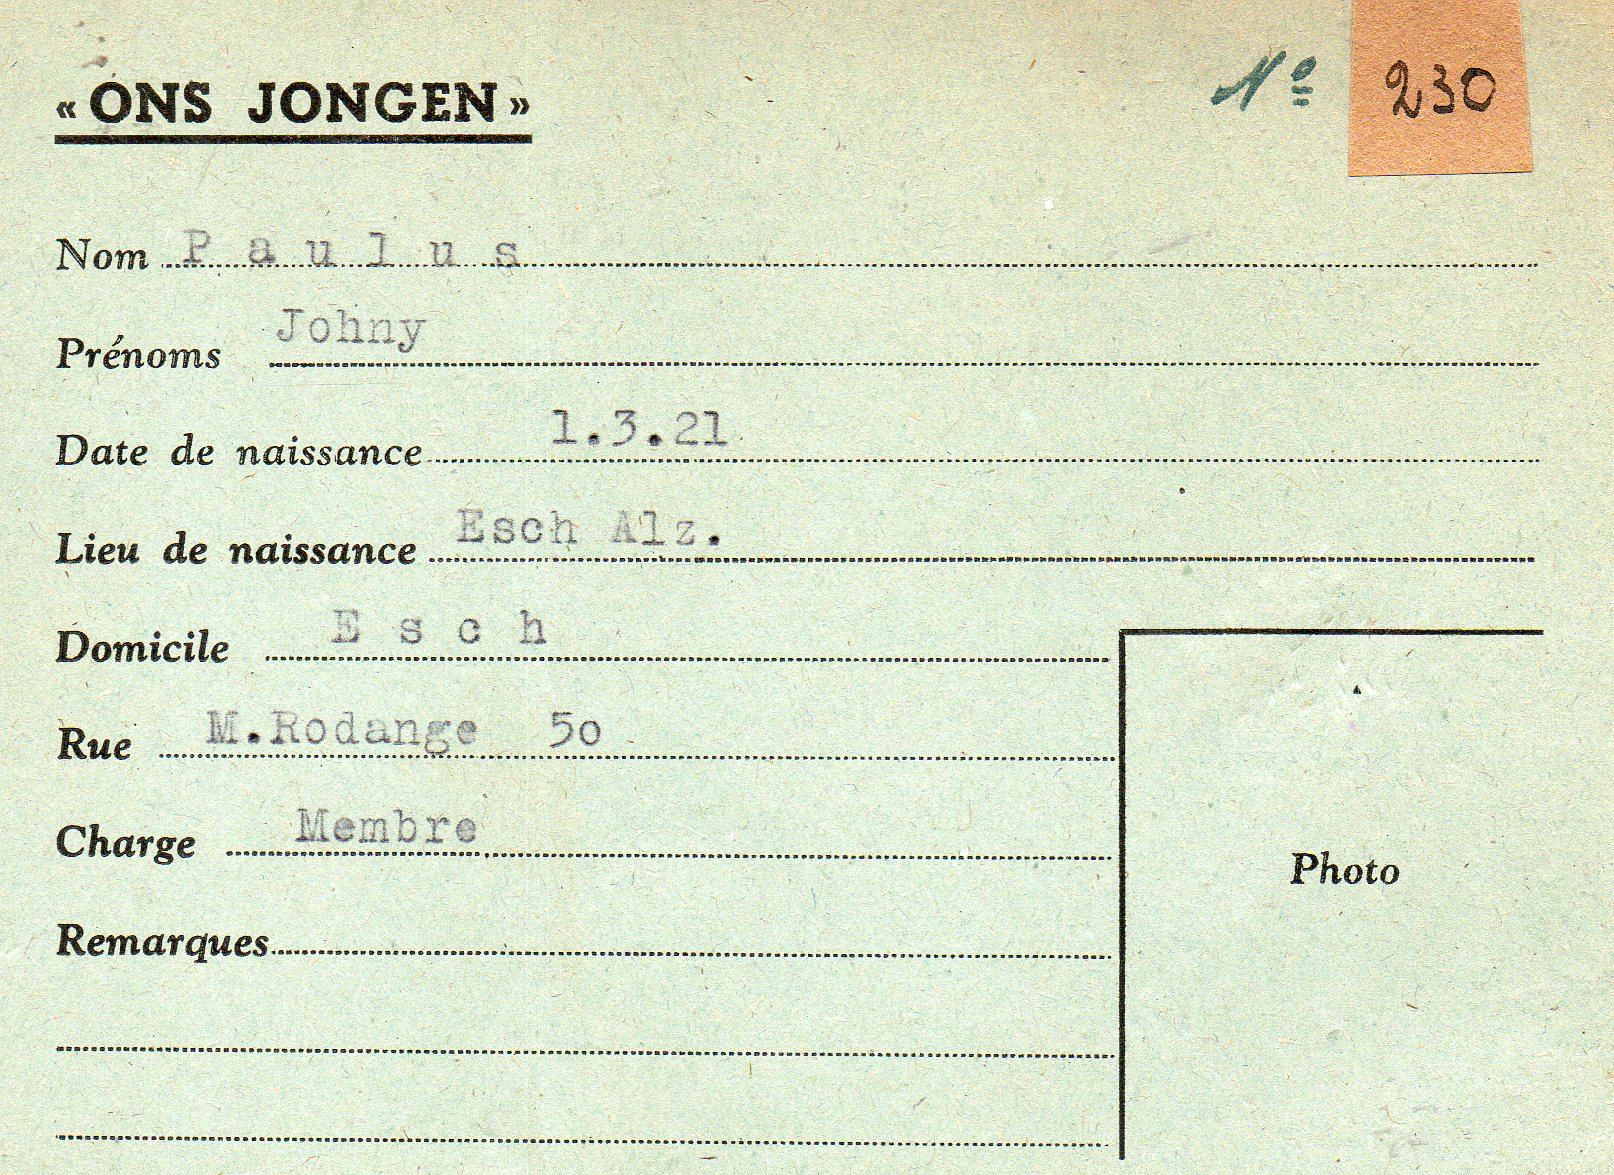 « ONS JONGEN »
Nº 230
Nom Paulus
Prénoms Johny
Date de naissance 1.3.21
Lieu de naissance Esch Alz.
Domicile Esch
Rue M.Rodange 50
Charge Membre
Photo
Remarques